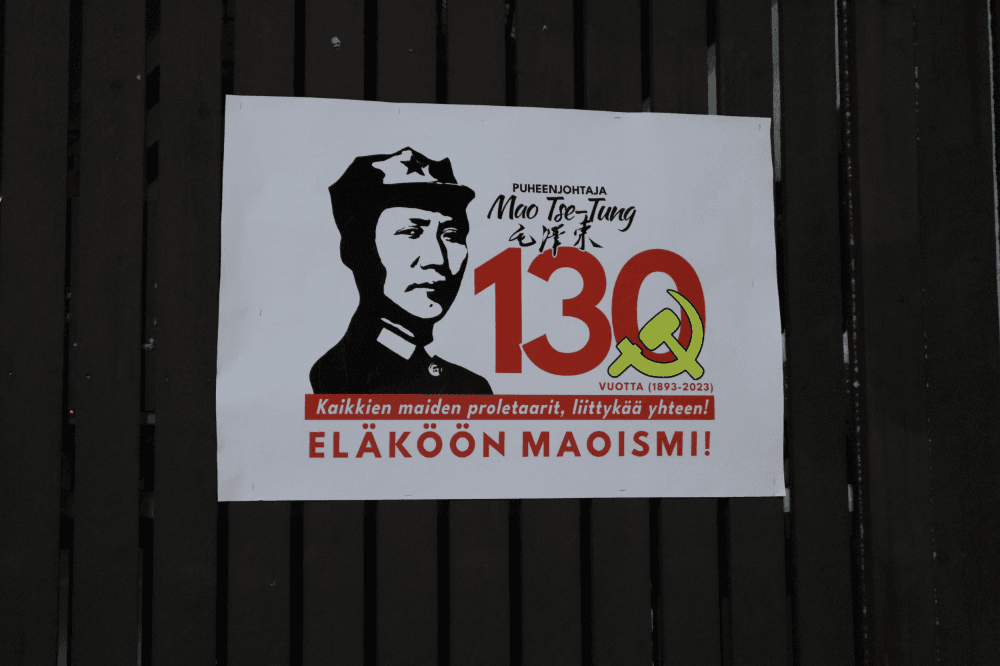 PUHEENJOHTAJA
Mao Tse-Tung
毛泽东
130
VUOTTA (1893-2023)
Kaikkien maiden proletaarit, liittykää yhteen!
ELÄKÖÖN MAOISMI!